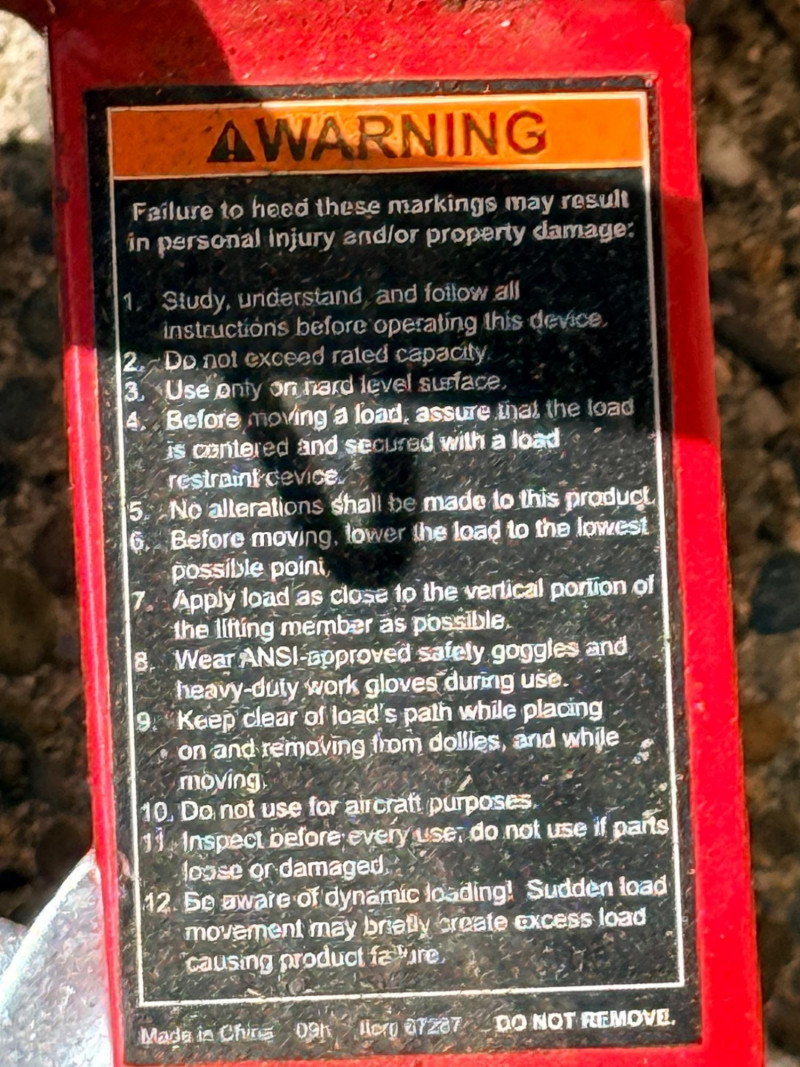 WARNING
Failure to heed these markings may result
in personal injury and/or property damage:
1. Study, understand, and follow all
instructions before operating this device.
2. Do not exceed rated capacity.
3. Use only on hard level surface.
4. Before moving a load, assure that the load
is centered and secured with a load
restraint device.
5. No alterations shall be made to this product.
6. Before moving, lower the load to the lowest
possible point.
7. Apply load as close to the vertical portion of
the lifting member as possible.
8. Wear ANSI-approved safety goggles and
heavy-duty work gloves during use.
9. Keep clear of load's path while placing
on and removing from dollies, and while
moving.
10. Do not use for aircraft purposes.
11. Inspect before every use; do not use if parts
loose or damaged.
12. Be aware of dynamic loading! Sudden load
movement may briefly create excess load
causing product failure.
Made in China 09h Item 67287 DO NOT REMOVE.